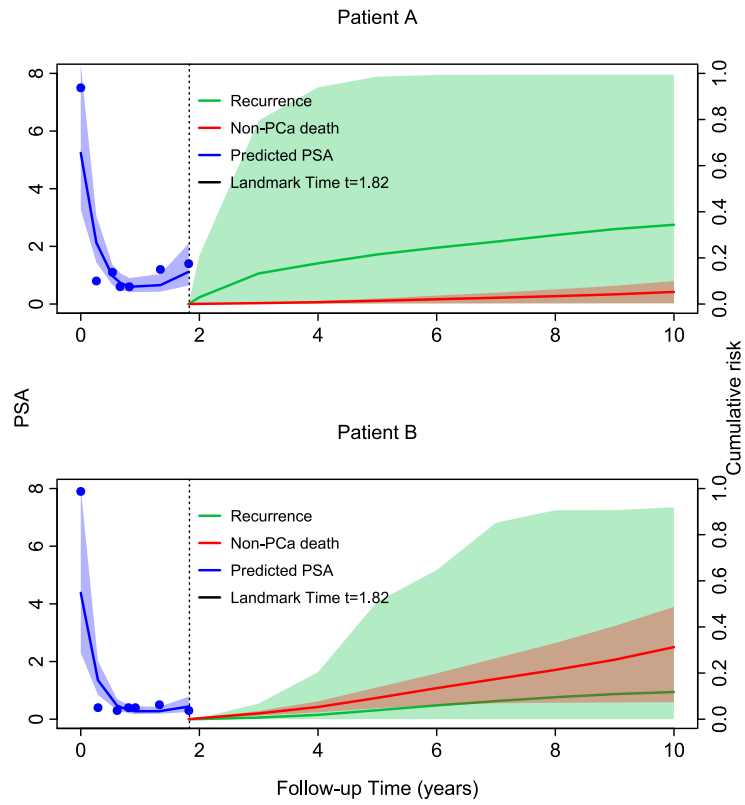 Patient A
8
6
4
2
0
1.0
0.8
0.6
0.4
0.2
0.0
Recurrence
Non-PCa death
Predicted PSA
Landmark Time t=1.82
0 2 4 6 8 10
PSA
Cumulative risk
Patient B
8
6
4
2
0
1.0
0.8
0.6
0.4
0.2
0.0
Recurrence
Non-PCa death
Predicted PSA
Landmark Time t=1.82
0 2 4 6 8 10
Follow-up Time (years)